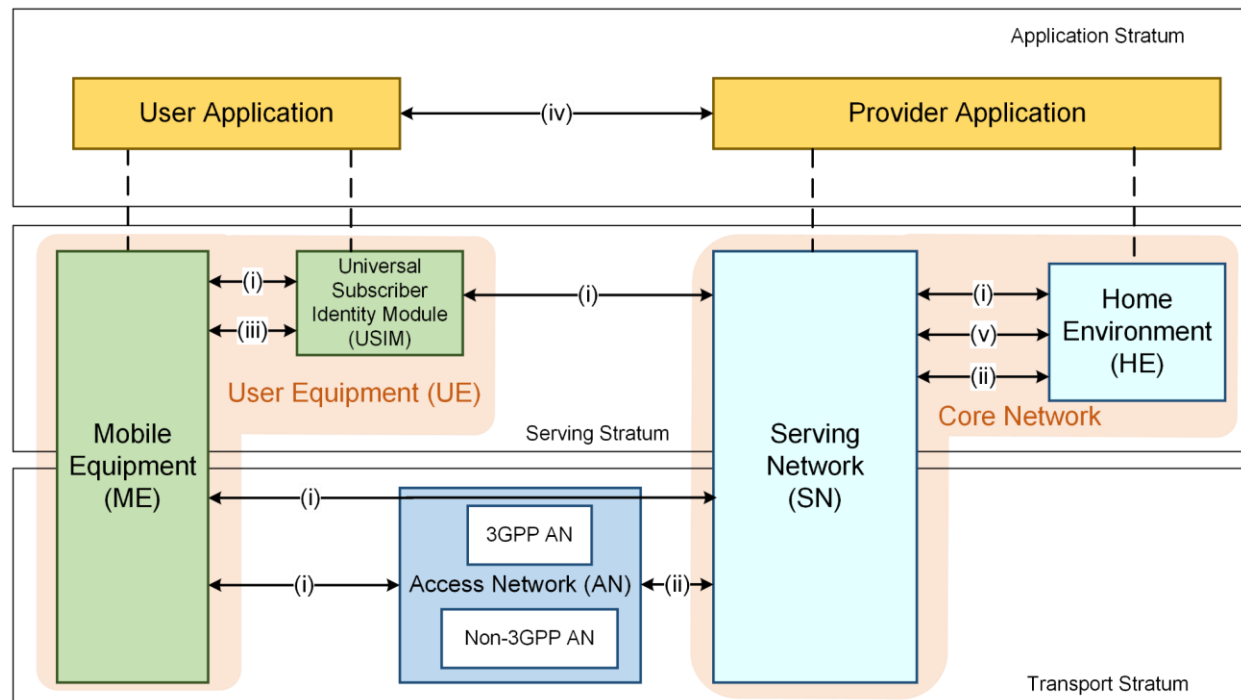 Application Stratum
User Application
(iv)
Provider Application
(i)
(iii)
Universal
Subscriber
Identity Module
(USIM)
(i)
(i)
(v)
(ii)
Home
Environment
(HE)
User Equipment (UE)
Core Network
Mobile
Equipment
(ME)
Serving Stratum
Serving
Network
(SN)
(i)
3GPP AN
(i)
Access Network (AN)
(ii)
Non-3GPP AN
Transport Stratum